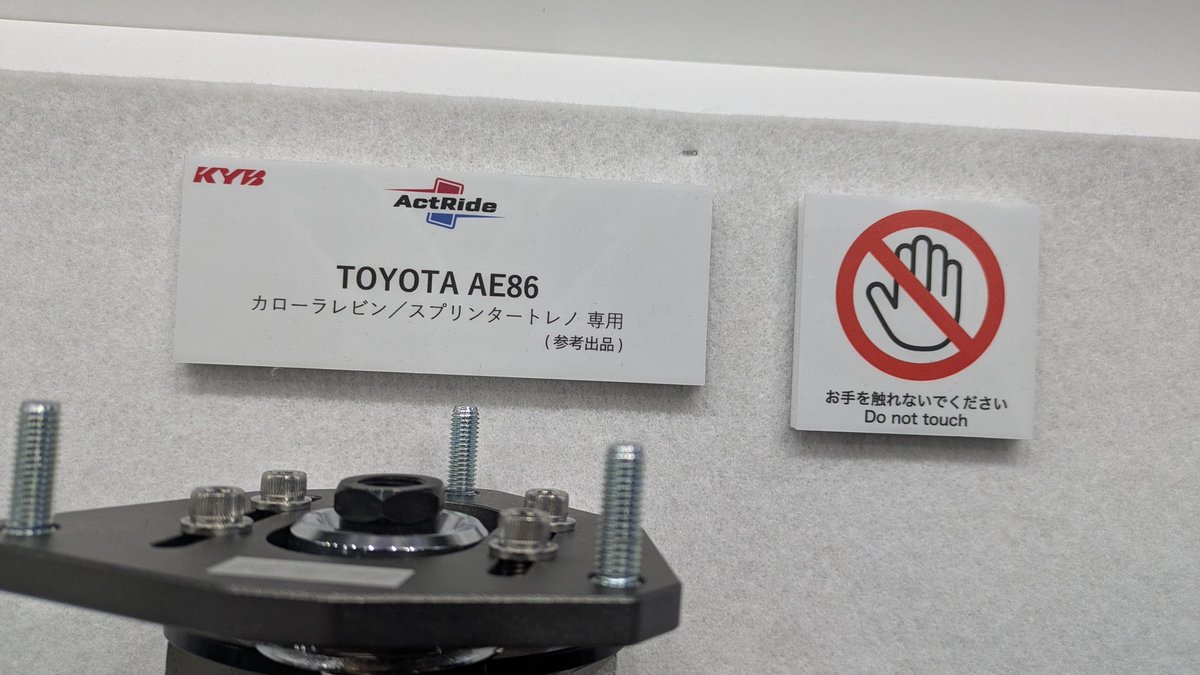 KYB
ActRide
TOYOTA AE86
カローラレビン／スプリンタートレノ 専用
(参考出品)
お手を触れないでください
Do not touch